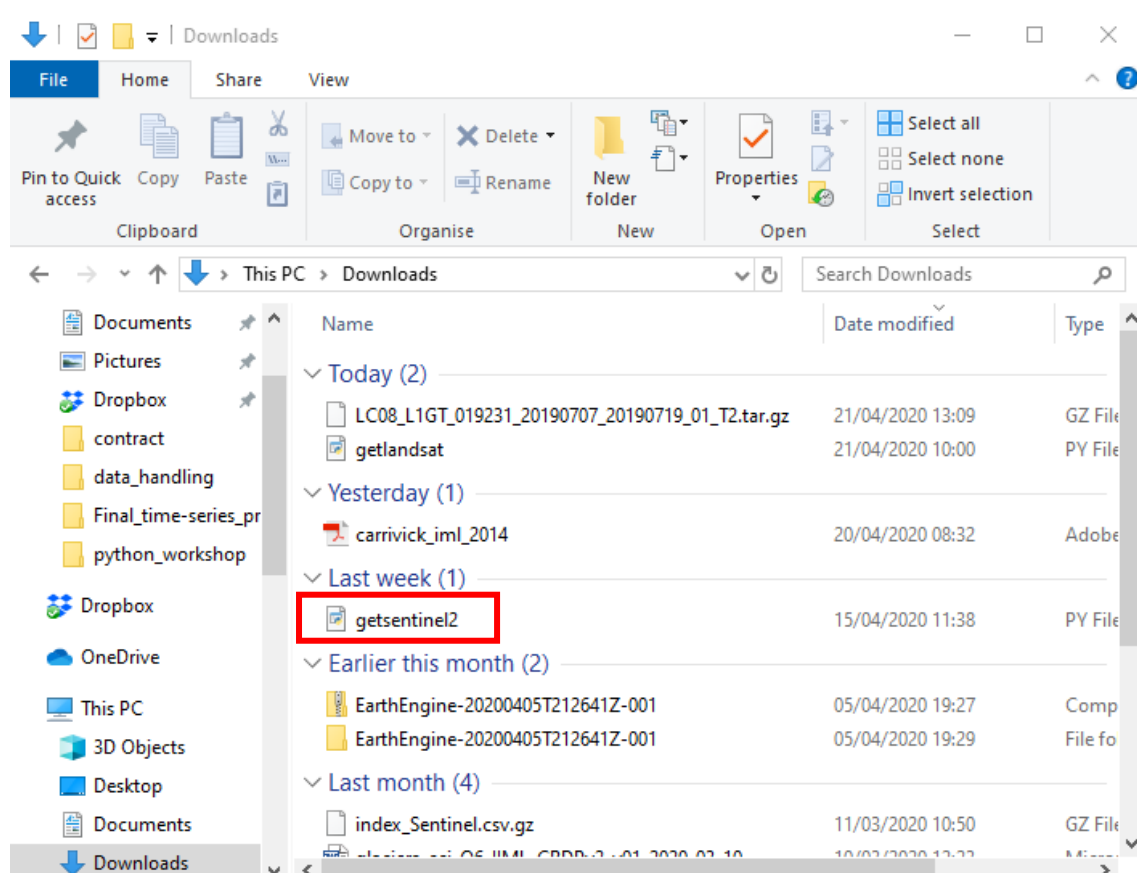 Downloads
File Home Share View
Pin to Quick access Copy Paste
Move to Delete
Copy to Rename
New folder
Properties
Select all
Select none
Invert selection
Clipboard Organise New Open Select
This PC > Downloads Search Downloads
Documents
Pictures
Dropbox
contract
data_handling
Final_time-series_pr
python_workshop
Dropbox
OneDrive
This PC
3D Objects
Desktop
Documents
Downloads
Name Date modified Type
Today (2)
LC08_L1GT_019231_20190707_20190719_01_T2.tar.gz 21/04/2020 13:09 GZ File
getlandsat 21/04/2020 10:00 PY File
Yesterday (1)
carrivick_iml_2014 20/04/2020 08:32 Adobe
Last week (1)
getsentinel2 15/04/2020 11:38 PY File
Earlier this month (2)
EarthEngine-20200405T212641Z-001 05/04/2020 19:27 Comp
EarthEngine-20200405T212641Z-001 05/04/2020 19:29 File fo
Last month (4)
index_Sentinel.csv.gz 11/03/2020 10:50 GZ File